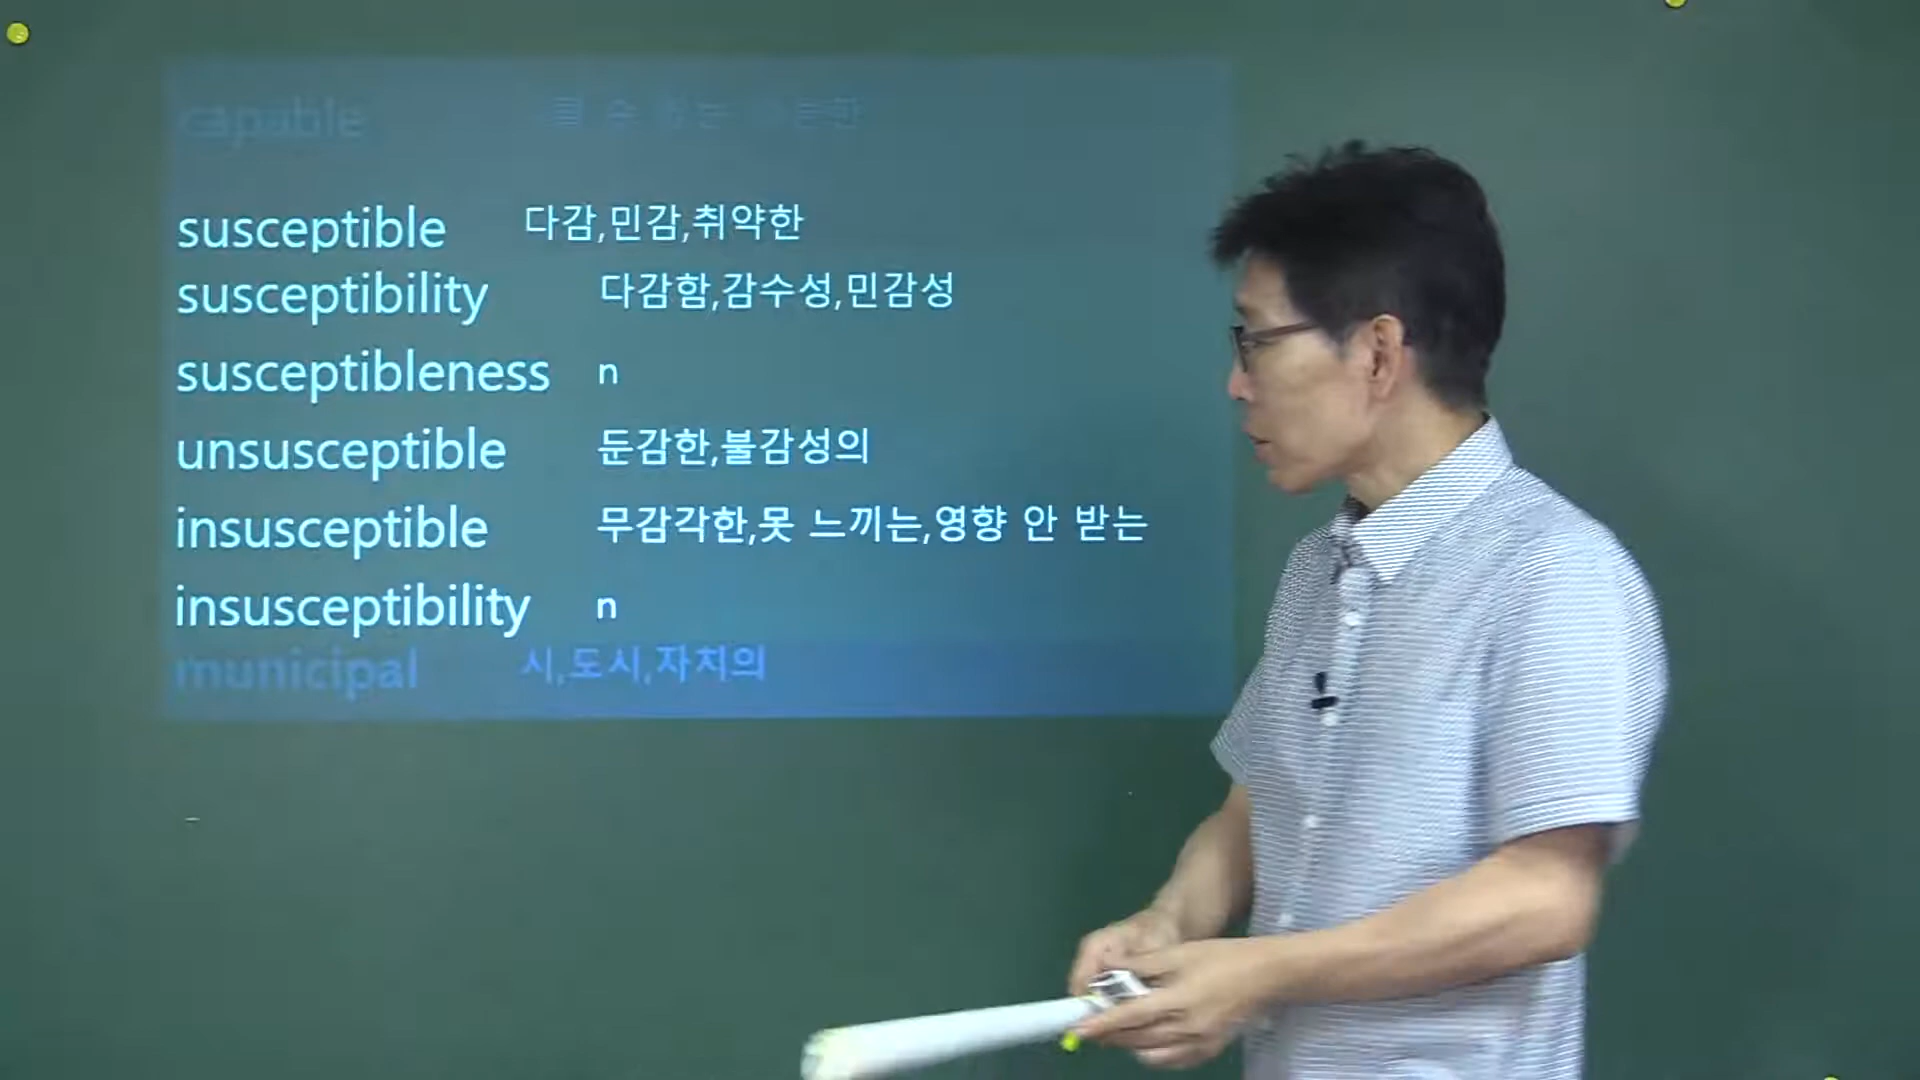 capable
susceptible 다감,민감,취약한
susceptibility 다감함,감수성,민감성
susceptibleness n
unsusceptible 둔감한,불감성의
insusceptible 무감각한,못 느끼는,영향 안 받는
insusceptibility n
municipal 시,도시,자치의